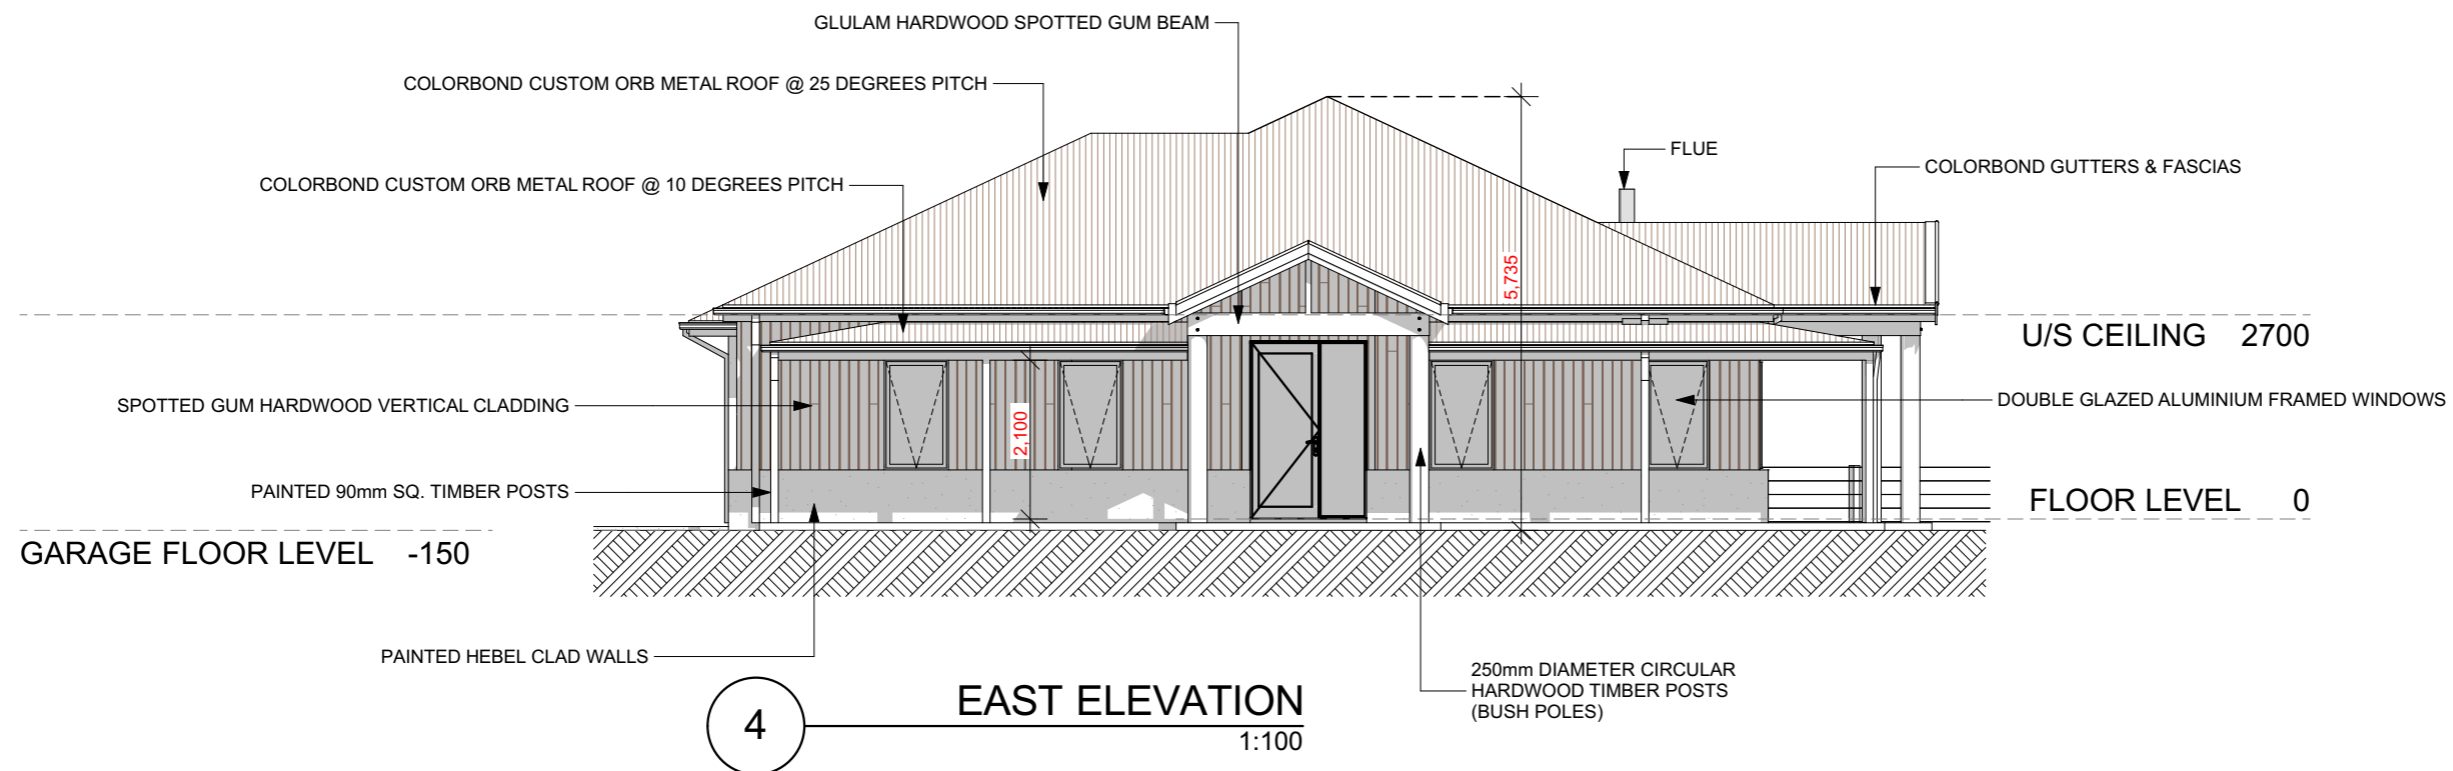 GLULAM HARDWOOD SPOTTED GUM BEAM
COLORBOND CUSTOM ORB METAL ROOF @ 25 DEGREES PITCH
FLUE
COLORBOND GUTTERS & FASCIAS
COLORBOND CUSTOM ORB METAL ROOF @ 10 DEGREES PITCH
5,735
U/S CEILING 2700
SPOTTED GUM HARDWOOD VERTICAL CLADDING
2,100
DOUBLE GLAZED ALUMINIUM FRAMED WINDOWS
PAINTED 90mm SQ. TIMBER POSTS
FLOOR LEVEL 0
GARAGE FLOOR LEVEL -150
PAINTED HEBEL CLAD WALLS
250mm DIAMETER CIRCULAR
HARDWOOD TIMBER POSTS
(BUSH POLES)
4
EAST ELEVATION
1:100